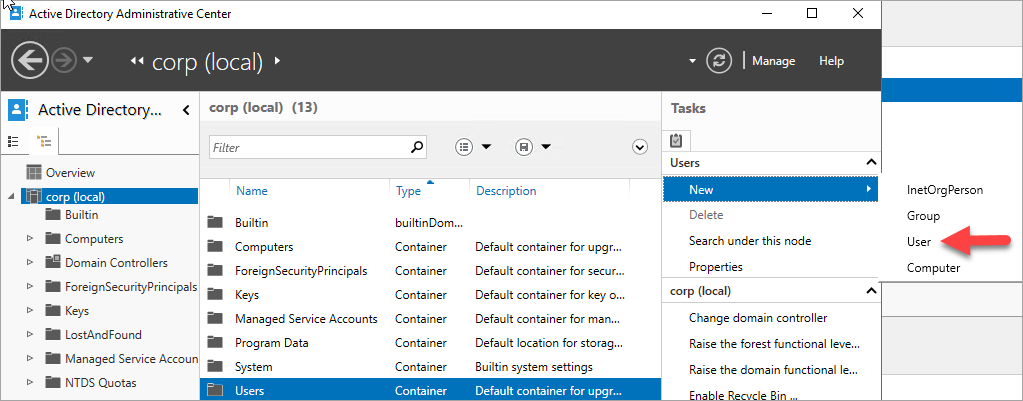 Active Directory Administrative Center
corp (local)
Manage
Help
Active Directory...
corp (local) (13)
Tasks
Filter
Overview
corp (local)
Builtin
Computers
Domain Controllers
ForeignSecurityPrincipals
Keys
LostAndFound
Managed Service Accoun
NTDS Quotas
Name Type Description
Builtin builtinDom...
Computers Container Default container for upgr...
ForeignSecurityPrincipals Container Default container for secur...
Keys Container Default container for key o...
Managed Service Accounts Container Default container for man...
Program Data Container Default location for storag...
System Container Builtin system settings
Users Container Default container for upgr...
Users
New
Delete
Search under this node
Properties
corp (local)
Change domain controller
Raise the forest functional leve...
Raise the domain functional le...
Enable Recycle Bin ...
InetOrgPerson
Group
User
Computer